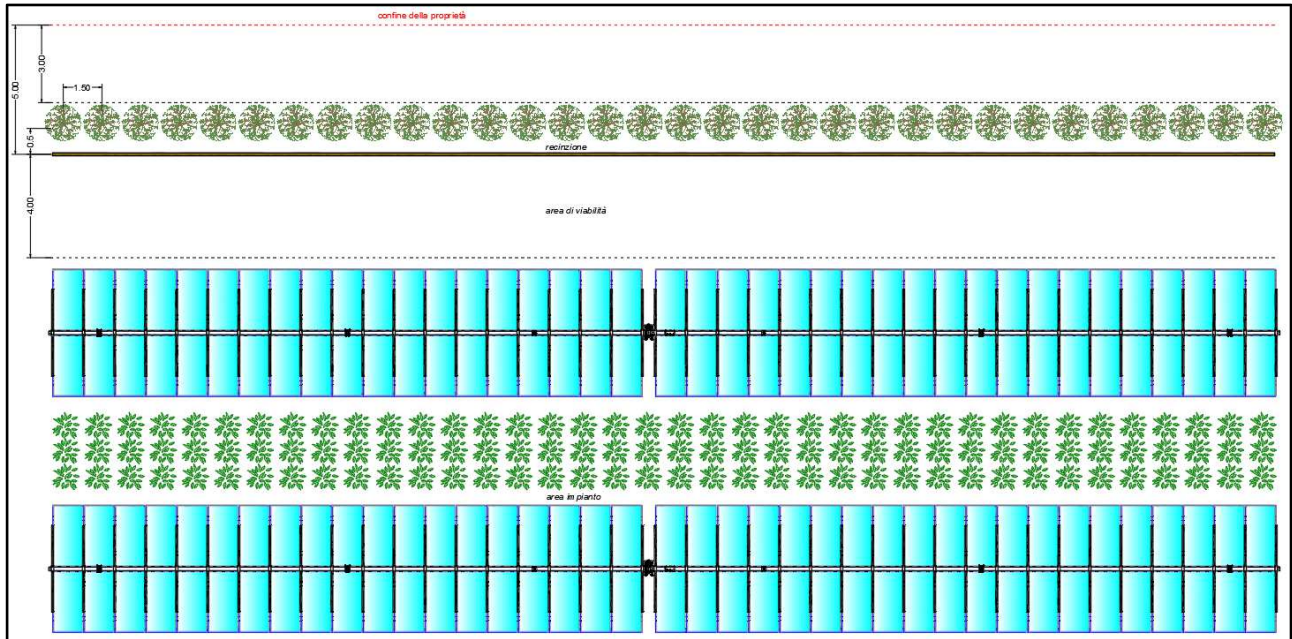 confine della proprietà
5.00
3.00
1.50
0.5
recinzione
4.00
area di viabilità
area impianto